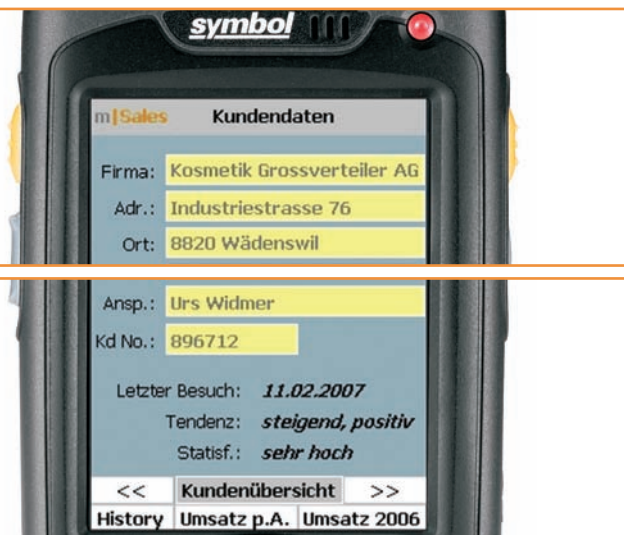 symbol
m|Sales Kundendaten
Firma: Kosmetik Grossverteiler AG
Adr.: Industriestrasse 76
Ort: 8820 Wädenswil
Ansp.: Urs Widmer
Kd No.: 896712
Letzter Besuch: 11.02.2007
Tendenz: steigend, positiv
Statisf.: sehr hoch
<< Kundenübersicht >>
History Umsatz p.A. Umsatz 2006